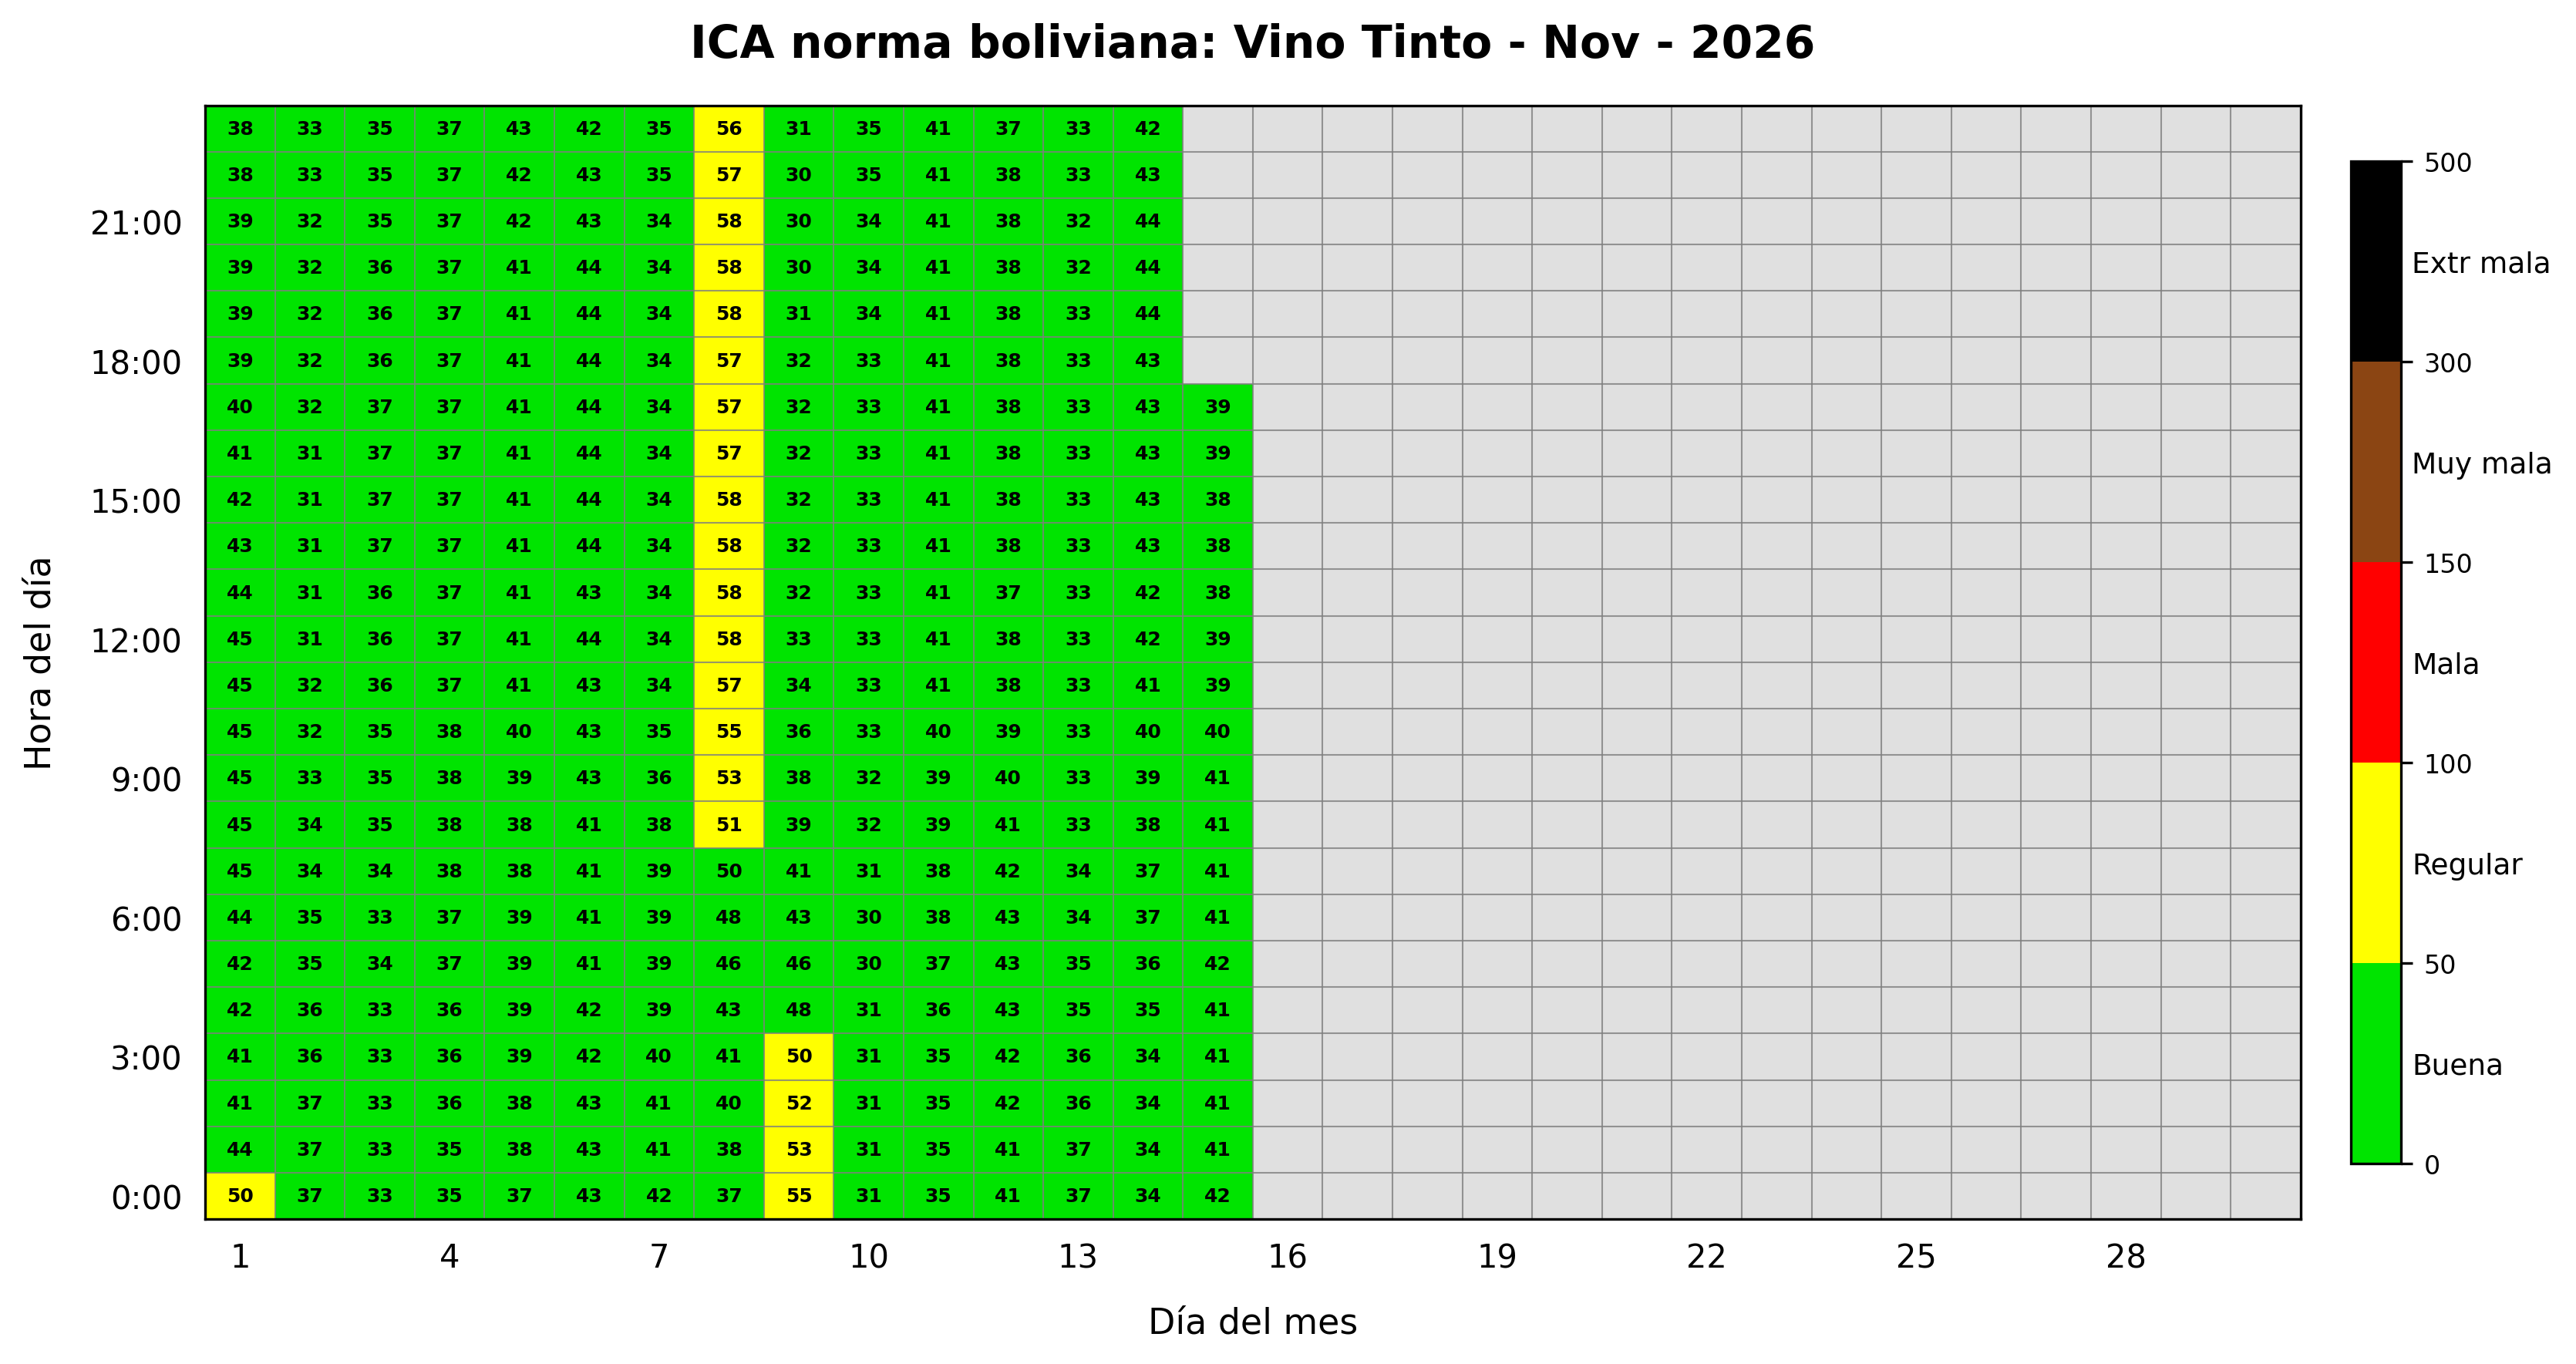 ICA norma boliviana: Vino Tinto - Nov - 2026
38 33 35 37 43 42 35 56 31 35 41 37 33 42
38 33 35 37 42 43 35 57 30 35 41 38 33 43
21:00 39 32 35 37 42 43 34 58 30 34 41 38 32 44
39 32 36 37 41 44 34 58 30 34 41 38 32 44
39 32 36 37 41 44 34 58 31 34 41 38 33 44
18:00 39 32 36 37 41 44 34 57 32 33 41 38 33 43
40 32 37 37 41 44 34 57 32 33 41 38 33 43 39
41 31 37 37 41 44 34 57 32 33 41 38 33 43 39
15:00 42 31 37 37 41 44 34 58 32 33 41 38 33 43 38
43 31 37 37 41 44 34 58 32 33 41 38 33 43 38
44 31 36 37 41 43 34 58 32 33 41 37 33 42 38
12:00 45 31 36 37 41 44 34 58 33 33 41 38 33 42 39
45 32 36 37 41 43 34 57 34 33 41 38 33 41 39
45 32 35 38 40 43 35 55 36 33 40 39 33 40 40
9:00 45 33 35 38 39 43 36 53 38 32 39 40 33 39 41
45 34 35 38 38 41 38 51 39 32 39 41 33 38 41
45 34 34 38 38 41 39 50 41 31 38 42 34 37 41
6:00 44 35 33 37 39 41 39 48 43 30 38 43 34 37 41
42 35 34 37 39 41 39 46 46 30 37 43 35 36 42
42 36 33 36 39 42 39 43 48 31 36 43 35 35 41
3:00 41 36 33 36 39 42 40 41 50 31 35 42 36 34 41
41 37 33 36 38 43 41 40 52 31 35 42 36 34 41
44 37 33 35 38 43 41 38 53 31 35 41 37 34 41
0:00 50 37 33 35 37 43 42 37 55 31 35 41 37 34 42
1 4 7 10 13 16 19 22 25 28
Día del mes
Hora del día
500
Extr mala
300
Muy mala
150
Mala
100
Regular
50
Buena
0